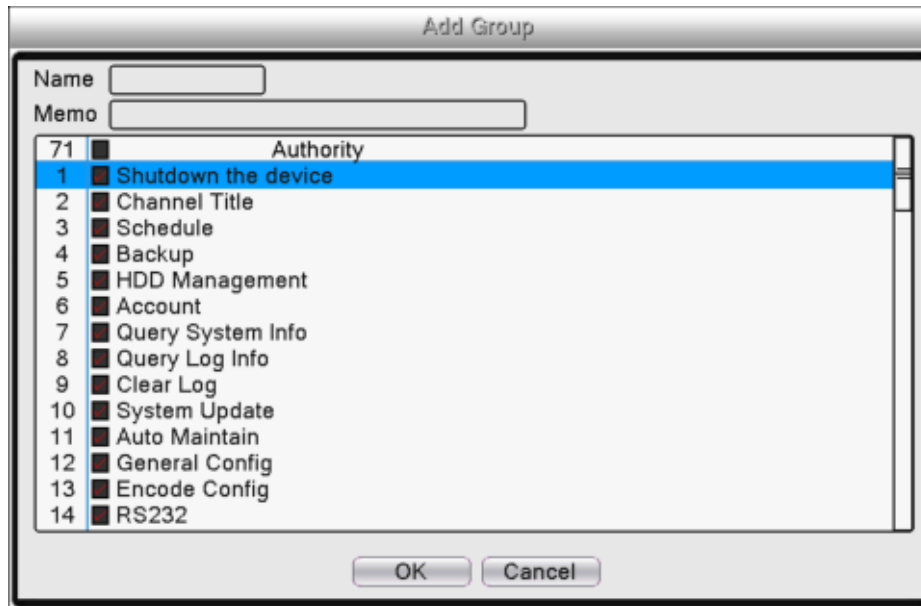 Add Group
Name
Memo
71 Authority
1 Shutdown the device
2 Channel Title
3 Schedule
4 Backup
5 HDD Management
6 Account
7 Query System Info
8 Query Log Info
9 Clear Log
10 System Update
11 Auto Maintain
12 General Config
13 Encode Config
14 RS232
OK Cancel